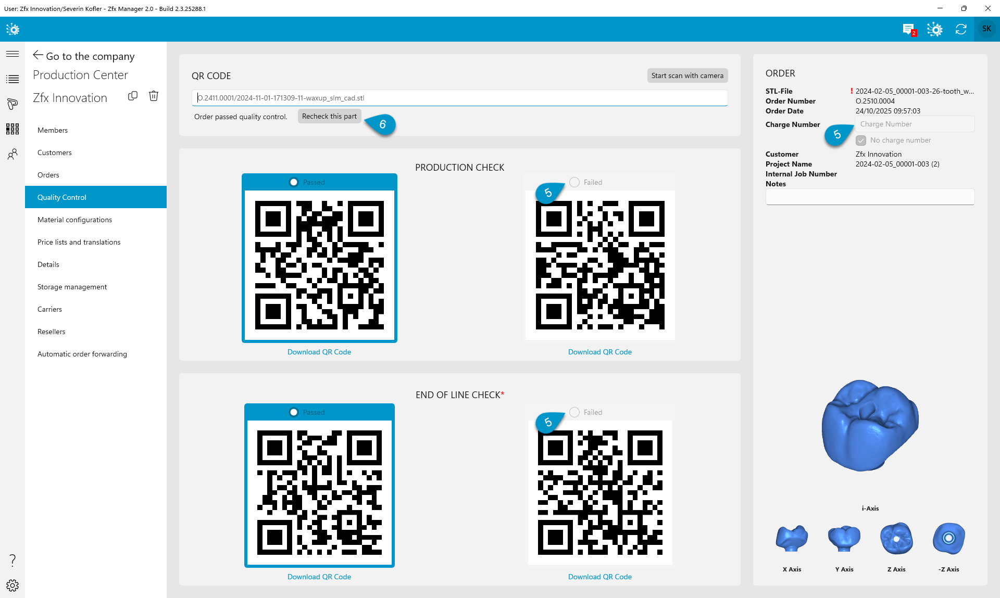 User: Zfx Innovation/Severin Kofler - Zfx Manager 2.0 - Build 2.3.25288.1
2
SK
Go to the company
Production Center
Zfx Innovation
Members
Customers
Orders
Quality Control
Material configurations
Price lists and translations
Details
Storage management
Carriers
Resellers
Automatic order forwarding
QR CODE
Start scan with camera
O.2411.0001/2024-11-01-171309-11-waxup_slm_cad.stl
Order passed quality control.
Recheck this part
6
PRODUCTION CHECK
Passed
5
Failed
Download QR Code
Download QR Code
END OF LINE CHECK*
Passed
5
Failed
Download QR Code
Download QR Code
ORDER
STL-File ! 2024-02-05_00001-003-26-tooth_w...
Order Number O.2510.0004
Order Date 24/10/2025 09:57:03
Charge Number 5 Charge Number
No charge number
Customer Zfx Innovation
Project Name 2024-02-05_00001-003 (2)
Internal Job Number
Notes
i-Axis
X Axis
Y Axis
Z Axis
-Z Axis
?